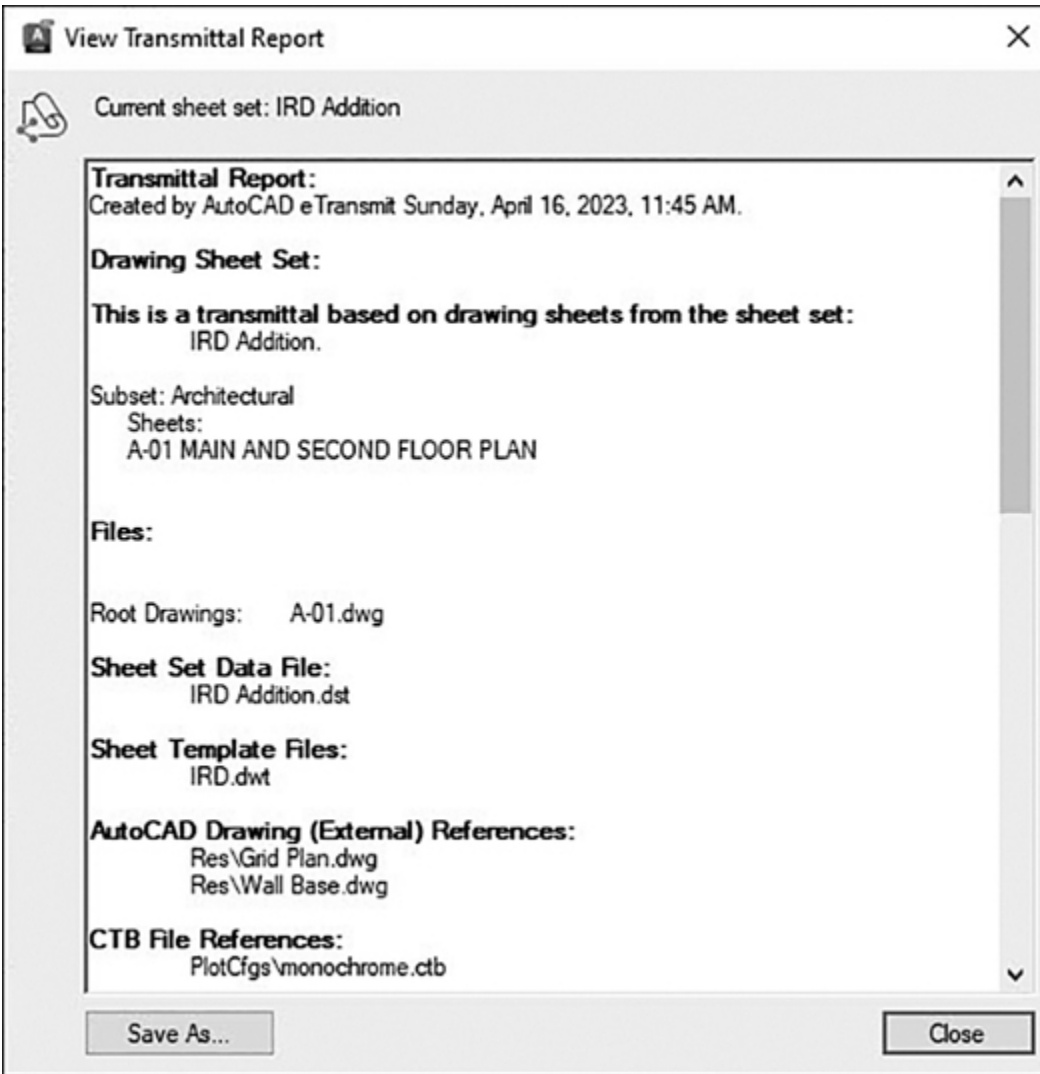 View Transmittal Report
Current sheet set: IRD Addition
Transmittal Report:
Created by AutoCAD eTransmit Sunday, April 16, 2023, 11:45 AM.
Drawing Sheet Set:
This is a transmittal based on drawing sheets from the sheet set:
IRD Addition.
Subset: Architectural
Sheets:
A-01 MAIN AND SECOND FLOOR PLAN
Files:
Root Drawings: A-01.dwg
Sheet Set Data File:
IRD Addition.dst
Sheet Template Files:
IRD.dwt
AutoCAD Drawing (External) References:
Res\Grid Plan.dwg
Res\Wall Base.dwg
CTB File References:
PlotCfgs\monochrome.ctb
Save As...
Close